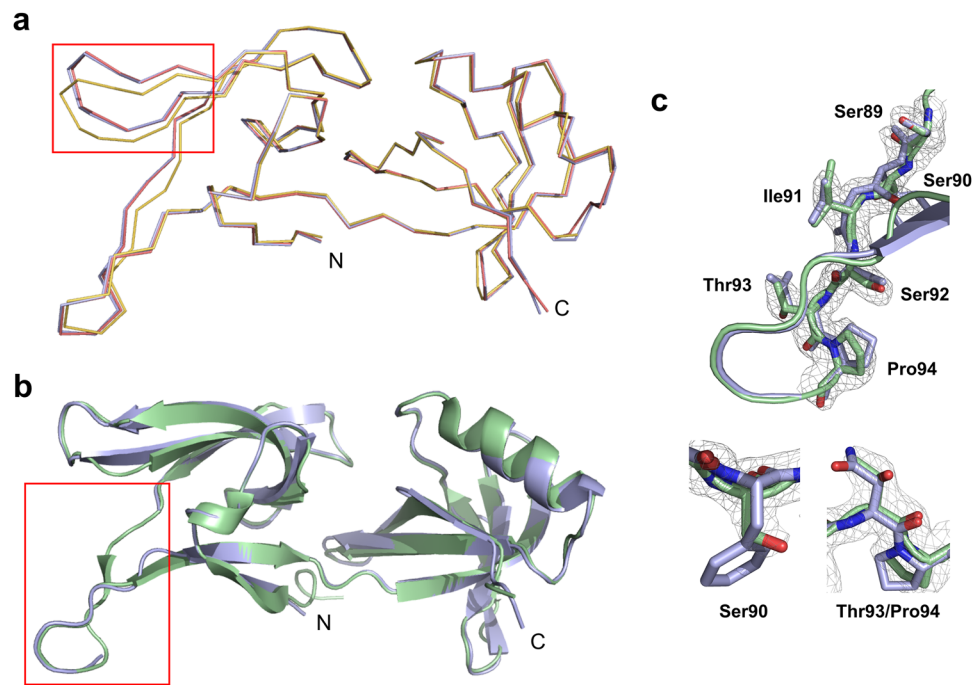 a
N
C
b
N
C
c
Ser89
Ser90
Ile91
Thr93
Ser92
Pro94
Ser90
Thr93/Pro94